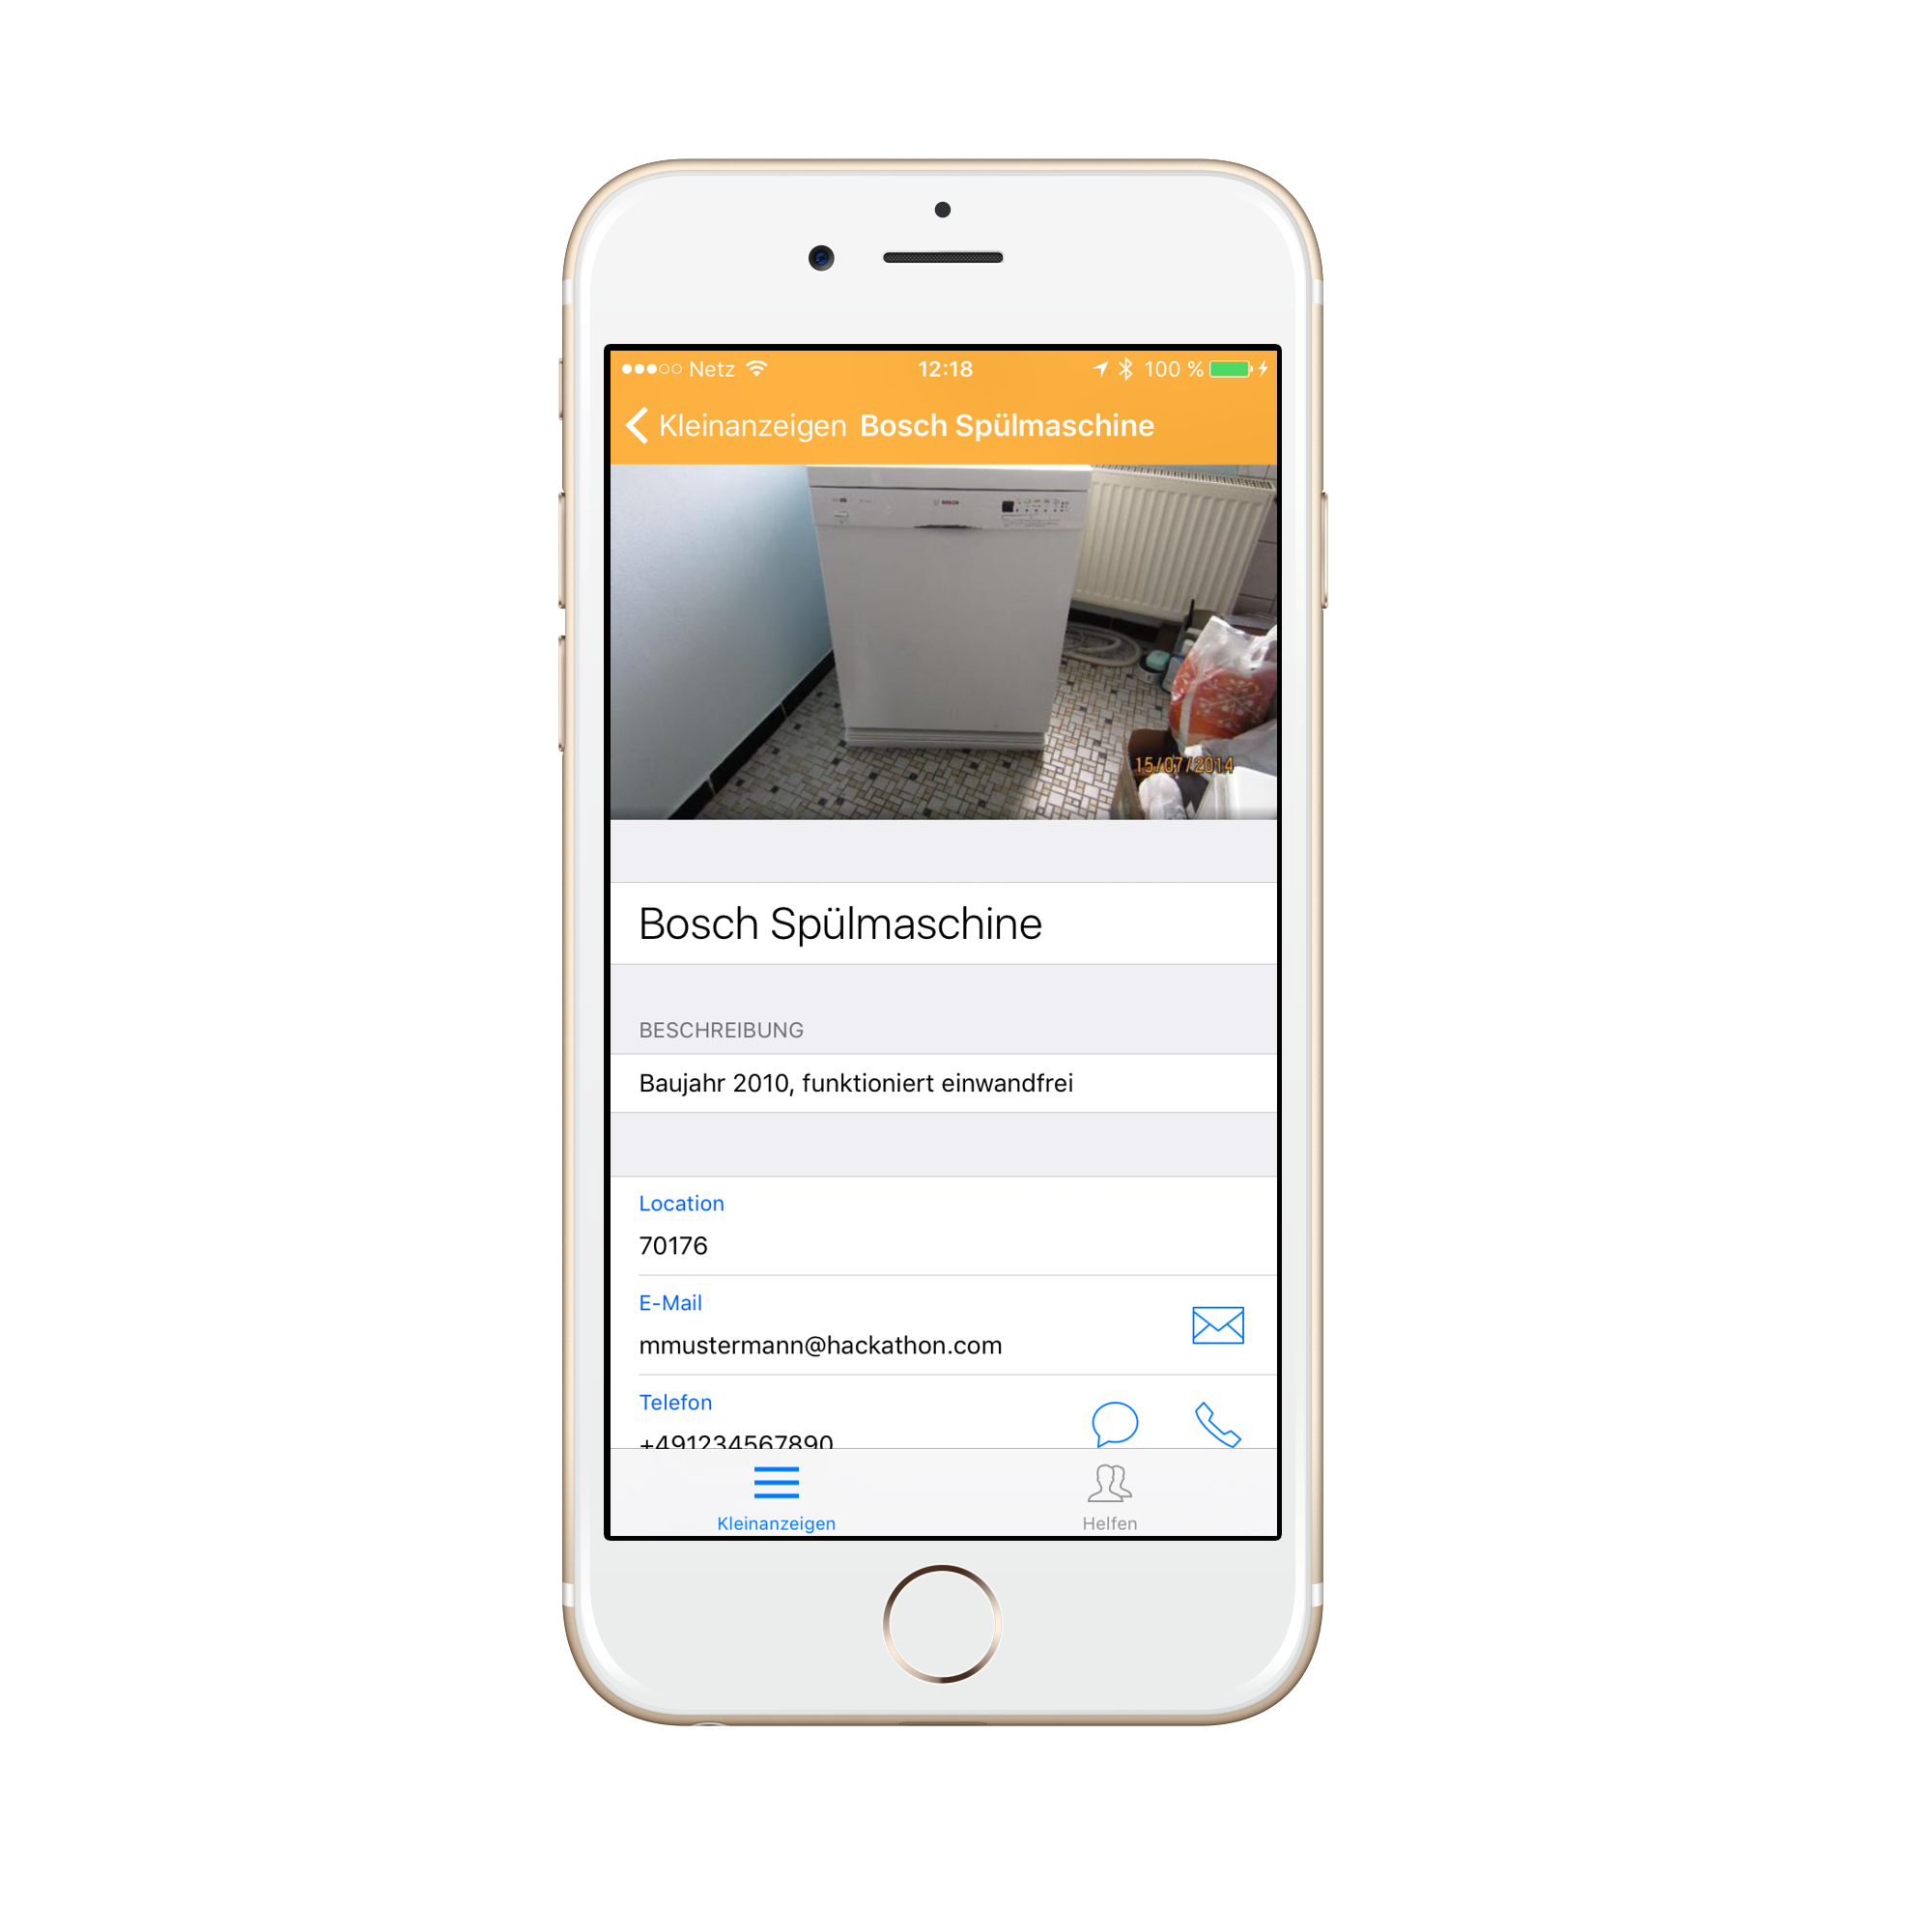 Netz 12:18 100 %
Kleinanzeigen Bosch Spülmaschine
BOSCH
15/07/2014
Bosch Spülmaschine
BESCHREIBUNG
Baujahr 2010, funktioniert einwandfrei
Location
70176
E-Mail
mmustermann@hackathon.com
Telefon
+491234567890
Kleinanzeigen Helfen